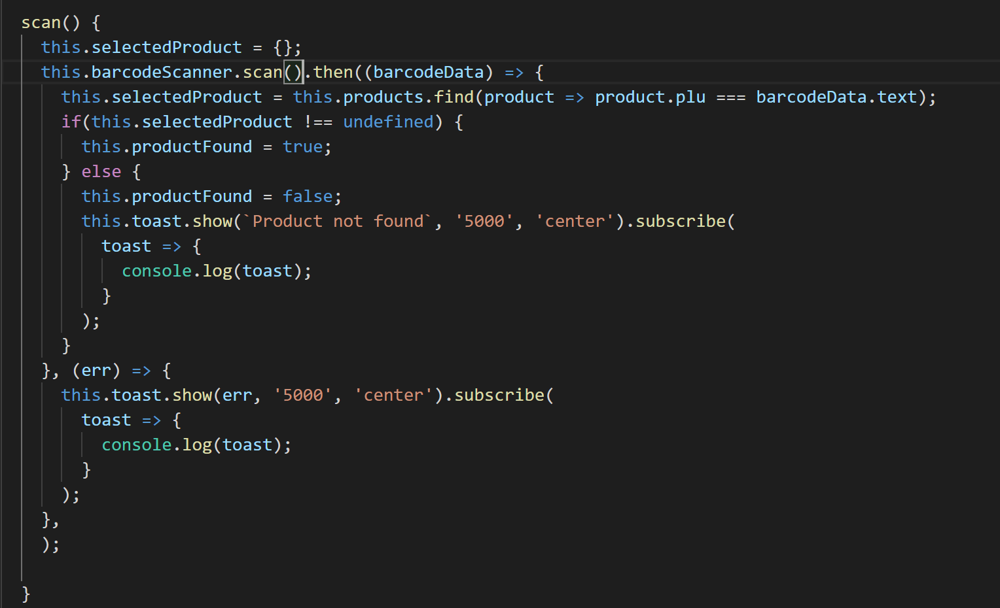 scan() {
  this.selectedProduct = {};
  this.barcodeScanner.scan().then((barcodeData) => {
    this.selectedProduct = this.products.find(product => product.plu === barcodeData.text);
    if(this.selectedProduct !== undefined) {
      this.productFound = true;
    } else {
      this.productFound = false;
      this.toast.show(`Product not found`, '5000', 'center').subscribe(
        toast => {
          console.log(toast);
        }
      );
    }
  }, (err) => {
    this.toast.show(err, '5000', 'center').subscribe(
      toast => {
        console.log(toast);
      }
    );
  },
  );
}